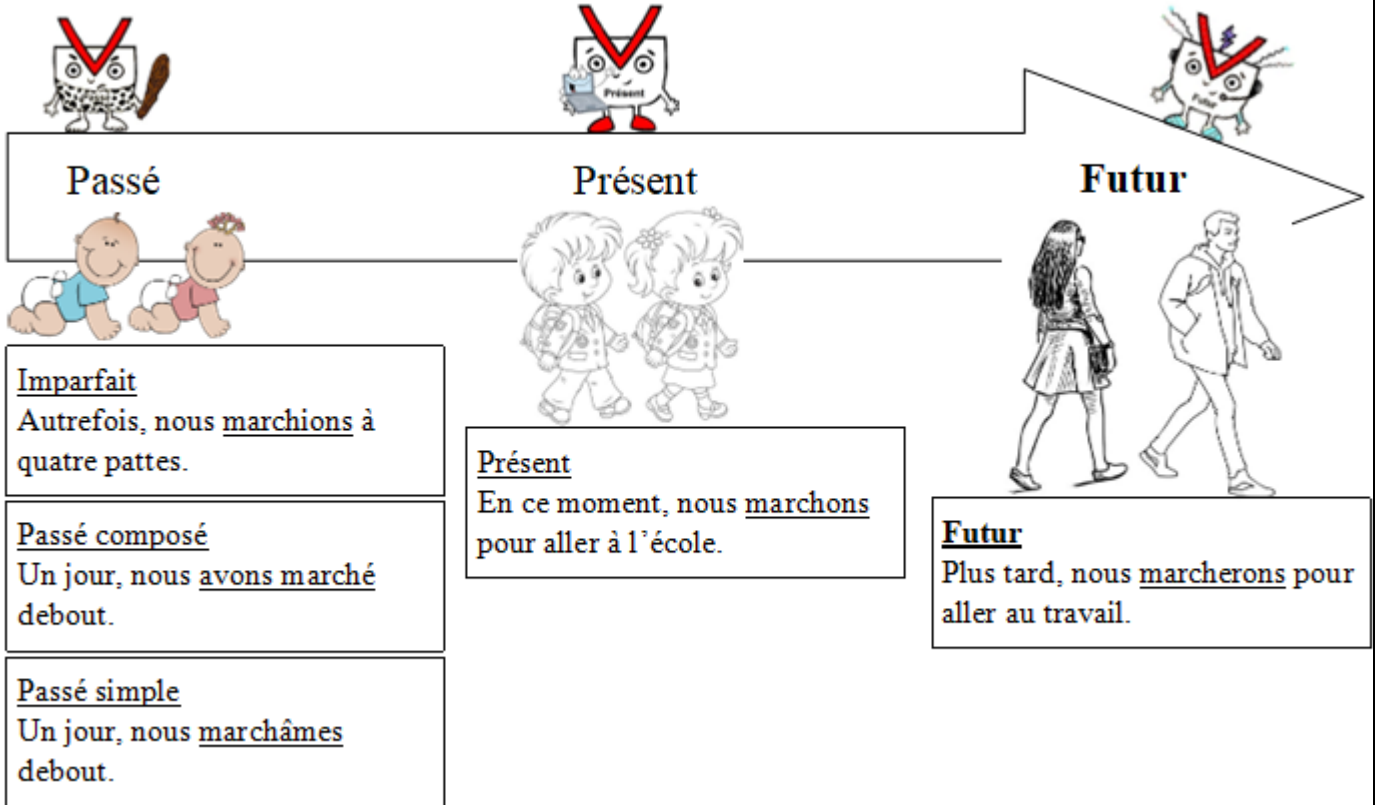 Présent
Futur
Passé
Présent
Futur
Imparfait
Autrefois, nous marchions à
quatre pattes.
Passé composé
Un jour, nous avons marché
debout.
Passé simple
Un jour, nous marchâmes
debout.
Présent
En ce moment, nous marchons
pour aller à l’école.
Futur
Plus tard, nous marcherons pour
aller au travail.